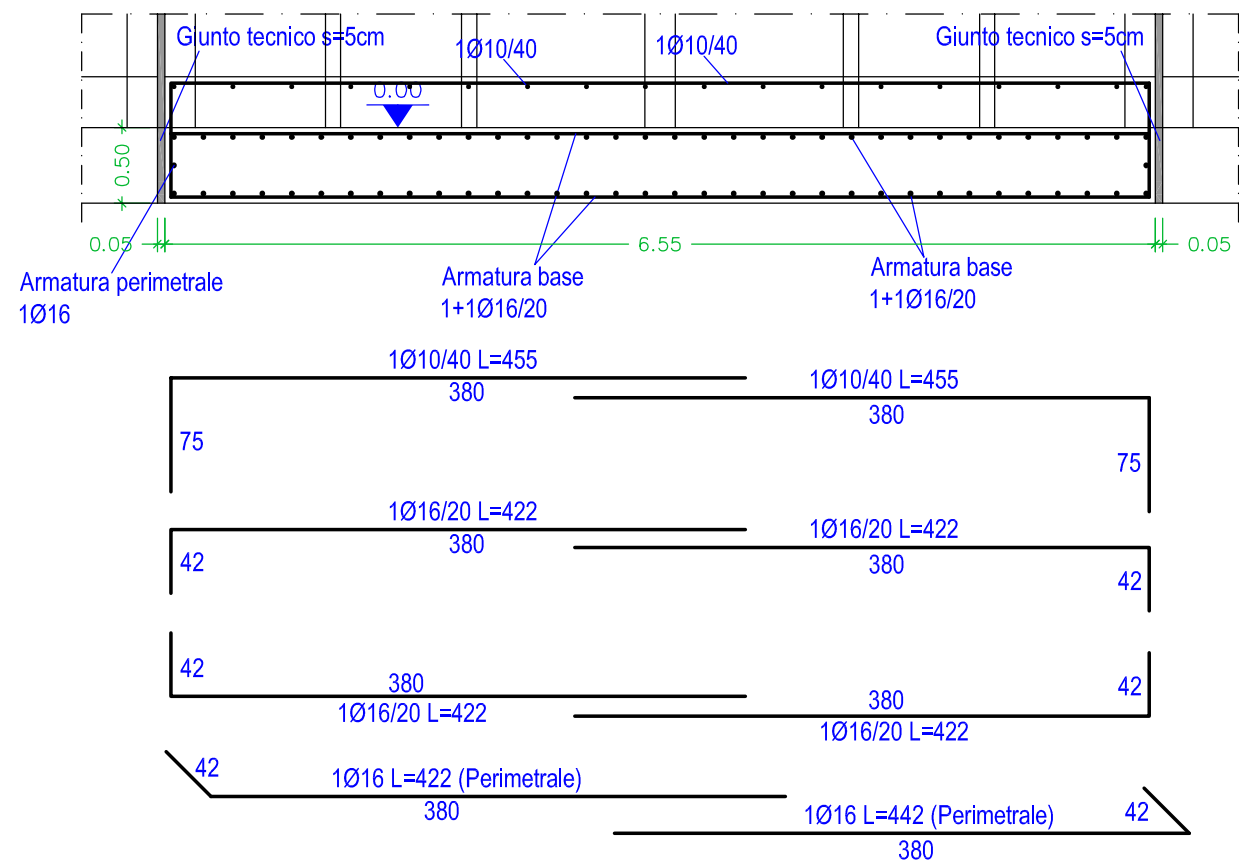 Giunto tecnico s=5cm
1Ø10/40
1Ø10/40
Giunto tecnico s=5cm
0.00
0.50
0.05
6.55
0.05
Armatura perimetrale
1Ø16
Armatura base
1+1Ø16/20
Armatura base
1+1Ø16/20
1Ø10/40 L=455
380
1Ø10/40 L=455
380
75
75
1Ø16/20 L=422
380
1Ø16/20 L=422
380
42
42
42
380
1Ø16/20 L=422
42
380
1Ø16/20 L=422
42
1Ø16 L=422 (Perimetrale)
380
1Ø16 L=442 (Perimetrale)
42
380